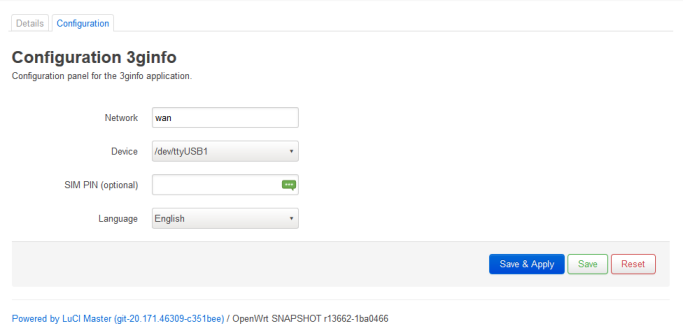 Details Configuration
Configuration 3ginfo
Configuration panel for the 3ginfo application.
Network wan
Device /dev/ttyUSB1
SIM PIN (optional)
Language English
Save & Apply Save Reset
Powered by LuCI Master (git-20.171.46309-c351bee) / OpenWrt SNAPSHOT r13662-1ba0466